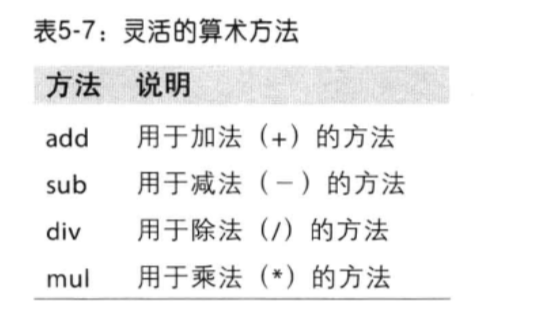 表5-7：灵活的算术方法
方法 说明
add 用于加法（+）的方法
sub 用于减法（－）的方法
div 用于除法（/）的方法
mul 用于乘法（*）的方法